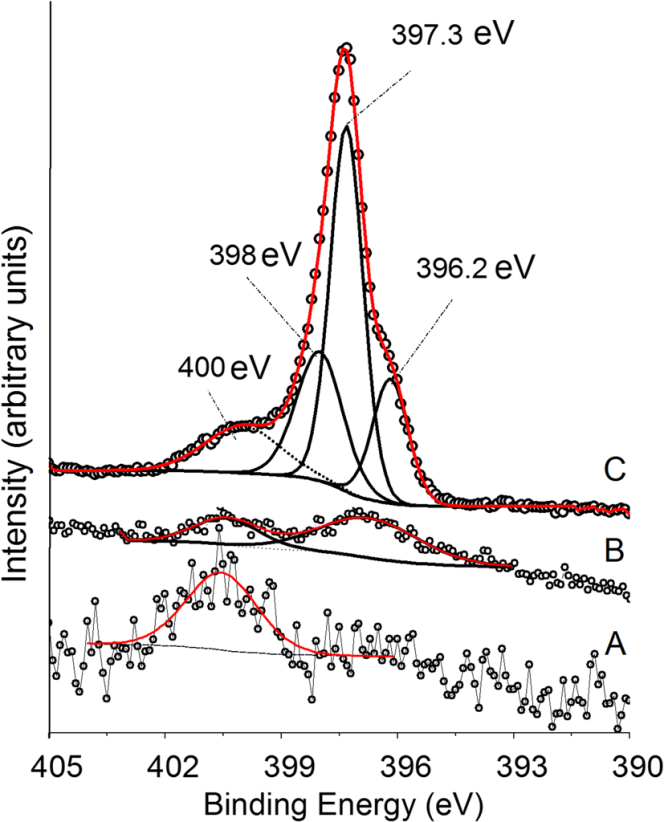 397.3 eV
398 eV
396.2 eV
400 eV
C
B
A
Intensity (arbitrary units)
405 402 399 396 393 390
Binding Energy (eV)